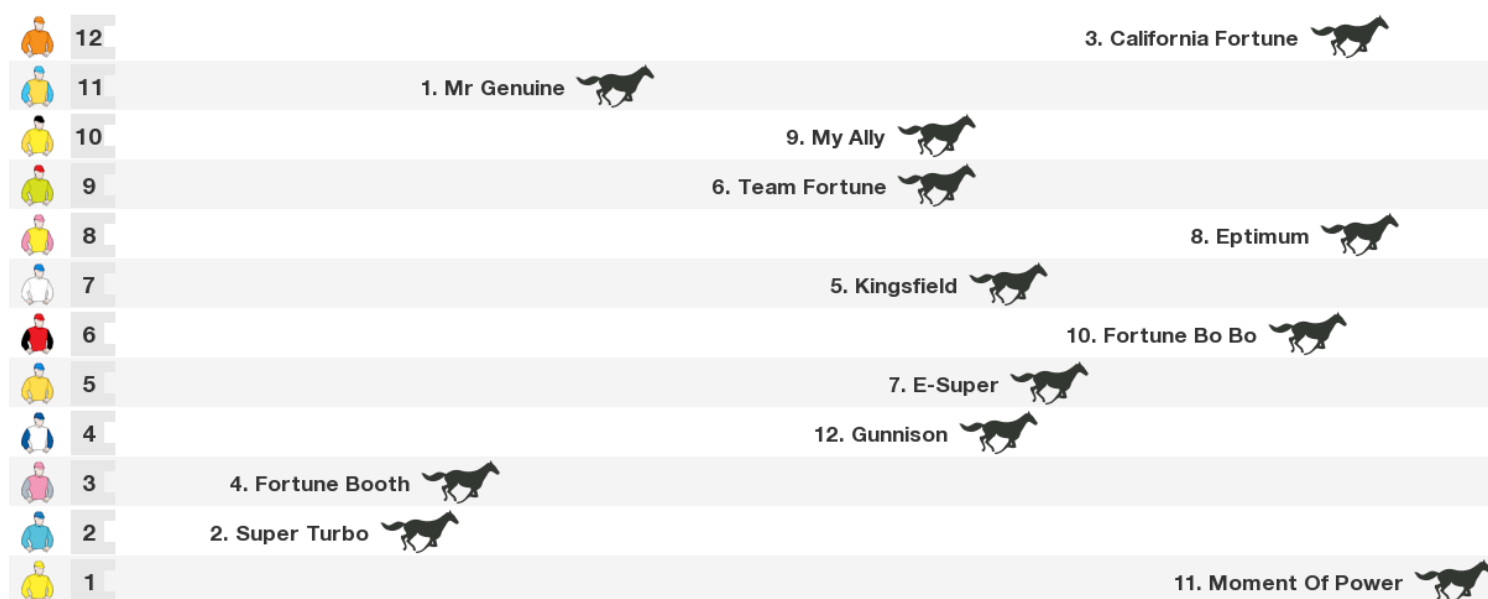 12 3. California Fortune
11 1. Mr Genuine
10 9. My Ally
9 6. Team Fortune
8 8. Eptimum
7 5. Kingsfield
6 10. Fortune Bo Bo
5 7. E-Super
4 12. Gunnison
3 4. Fortune Booth
2 2. Super Turbo
1 11. Moment Of Power